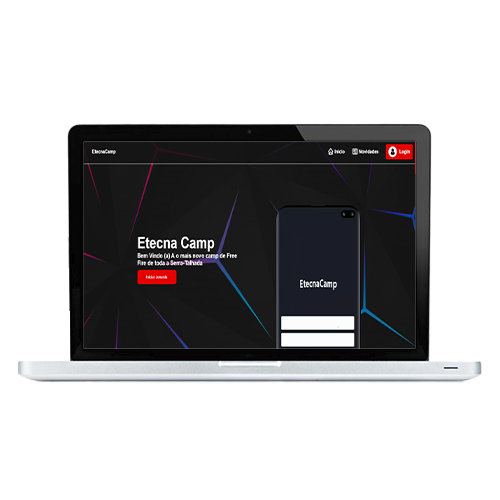 EtecnaCamp
Inicio
Novidades
Login
Etecna Camp
Bem Vindo (a) A o mais novo camp de Free
Fire de toda a Serra-Talhada
Iniciar Jornada
EtecnaCamp